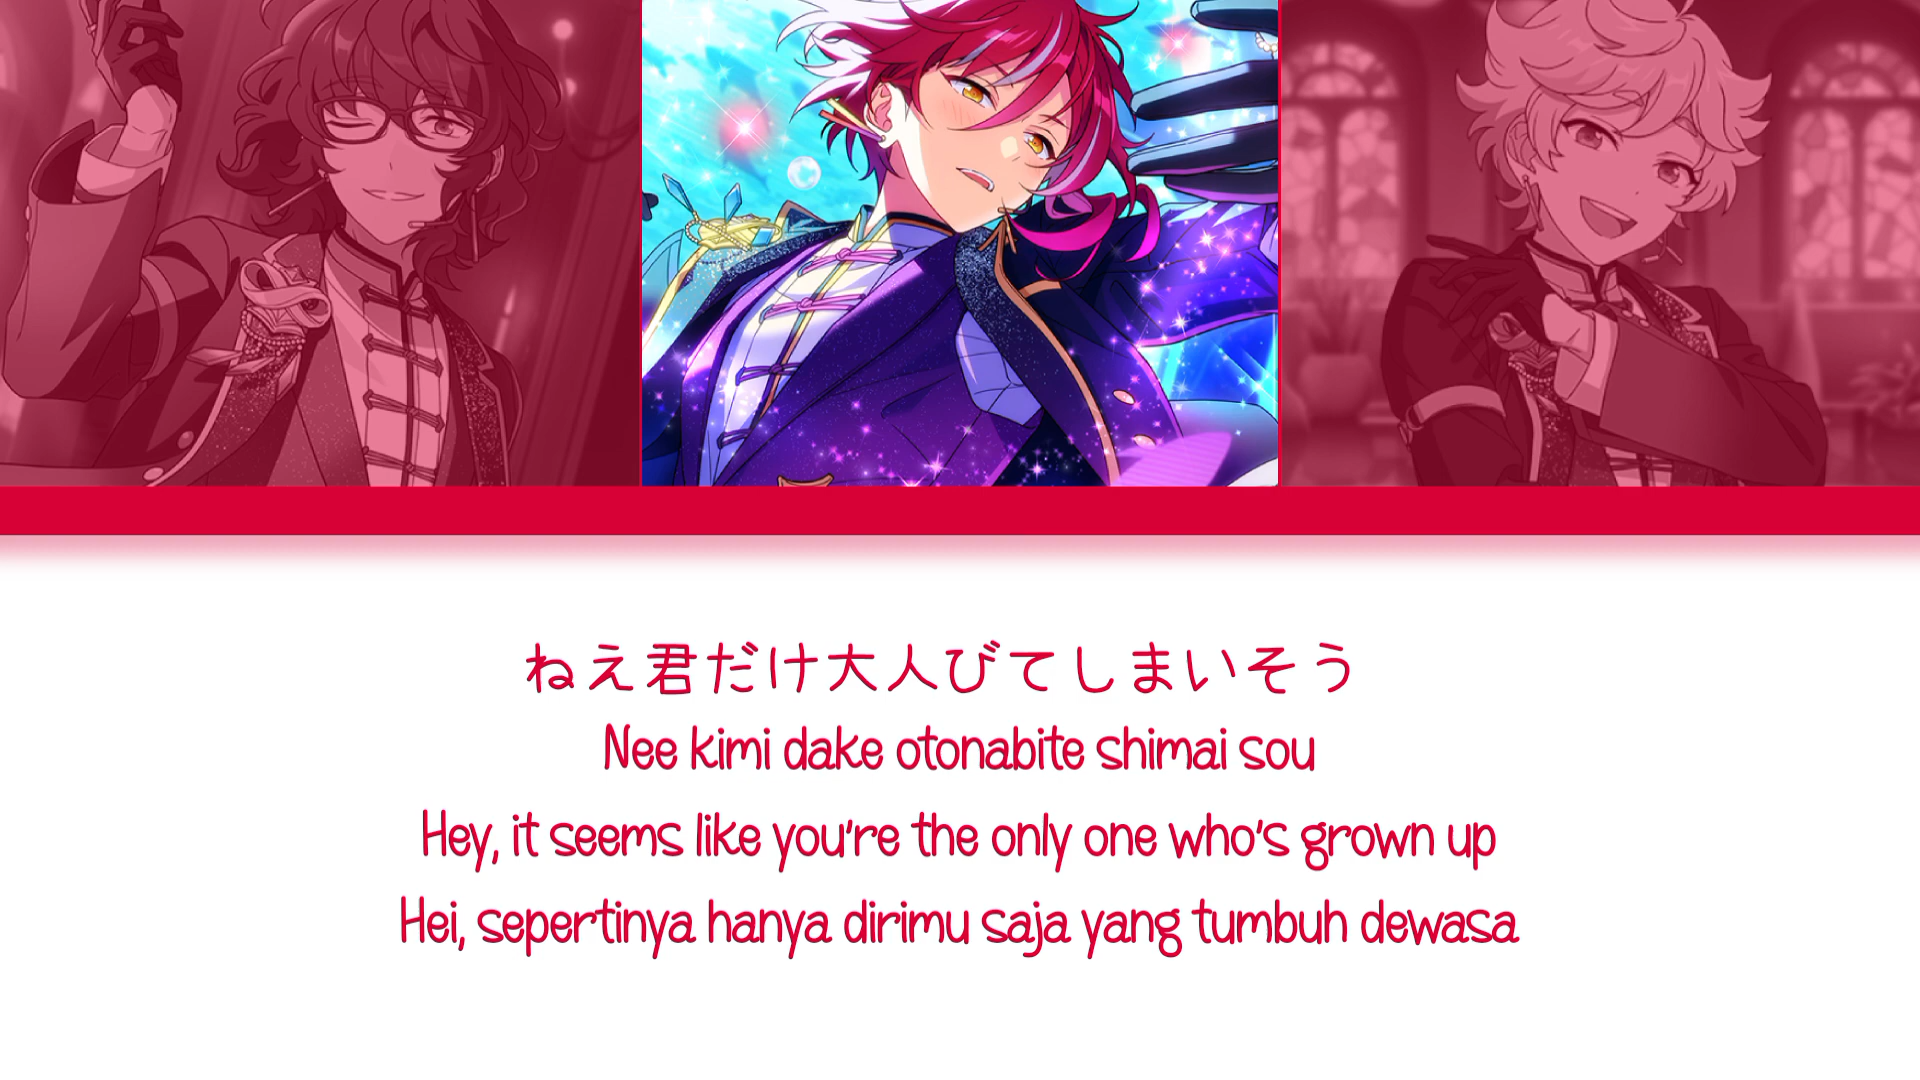 ねえ君だけ大人びてしまいそう
Nee kimi dake otonabite shimai sou
Hey, it seems like you're the only one who's grown up
Hei, sepertinya hanya dirimu saja yang tumbuh dewasa